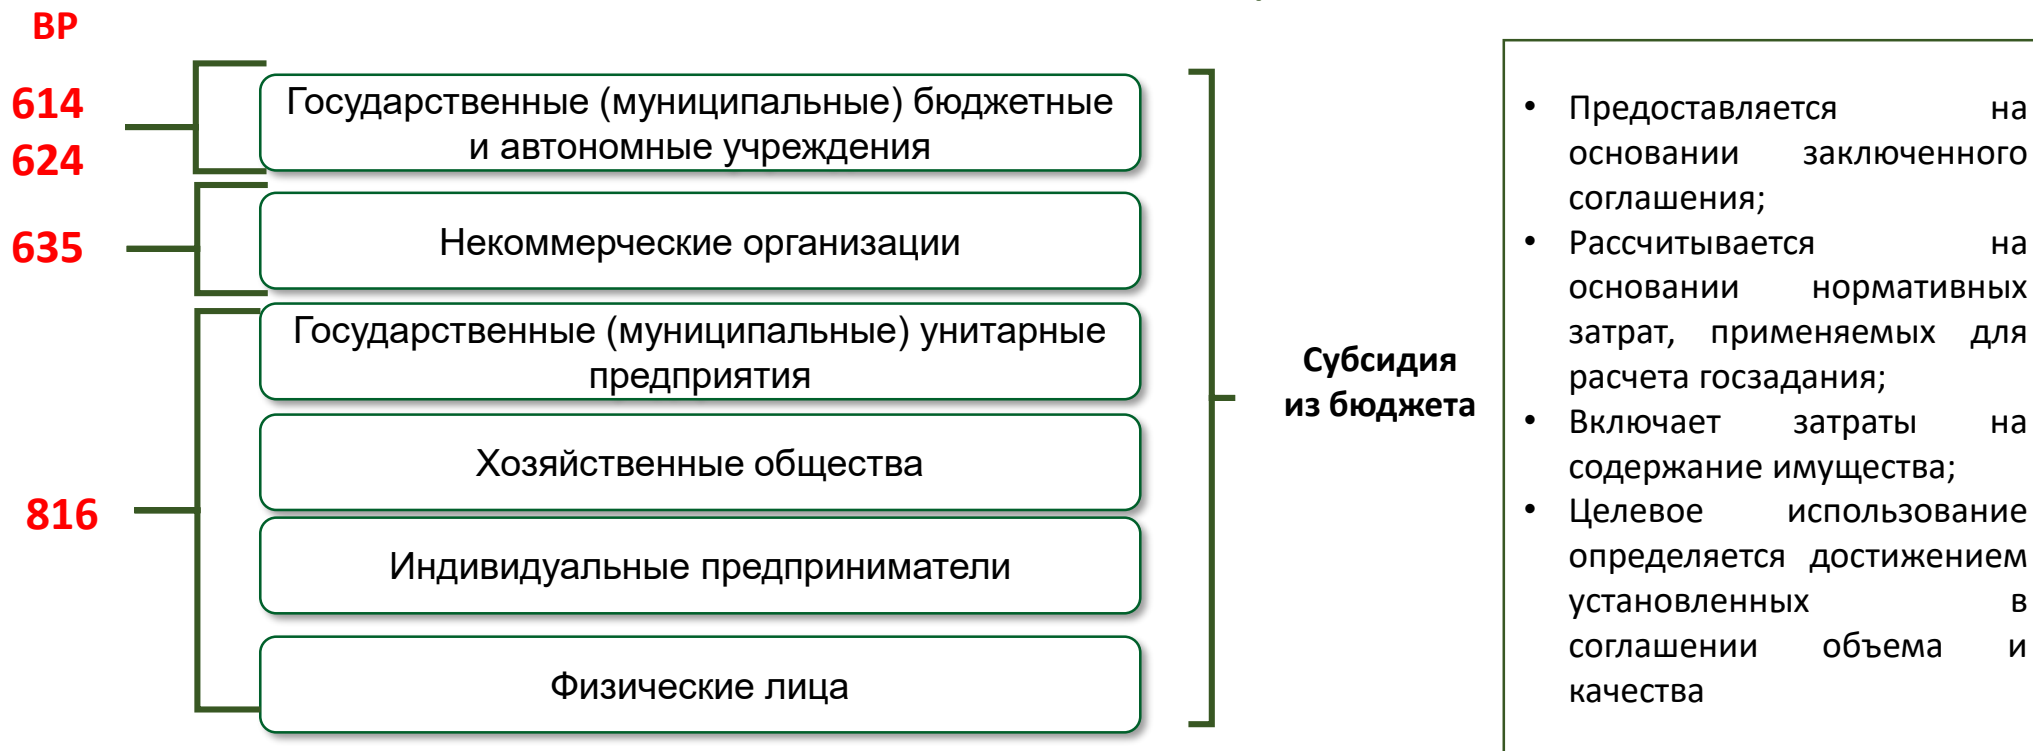 ВР
614
624
635
816
Государственные (муниципальные) бюджетные
и автономные учреждения
Некоммерческие организации
Государственные (муниципальные) унитарные
предприятия
Хозяйственные общества
Индивидуальные предприниматели
Физические лица
Субсидия
из бюджета
• Предоставляется на
основании заключенного
соглашения;
• Рассчитывается на
основании нормативных
затрат, применяемых для
расчета госзадания;
• Включает затраты на
содержание имущества;
• Целевое использование
определяется достижением
установленных в
соглашении объема и
качества